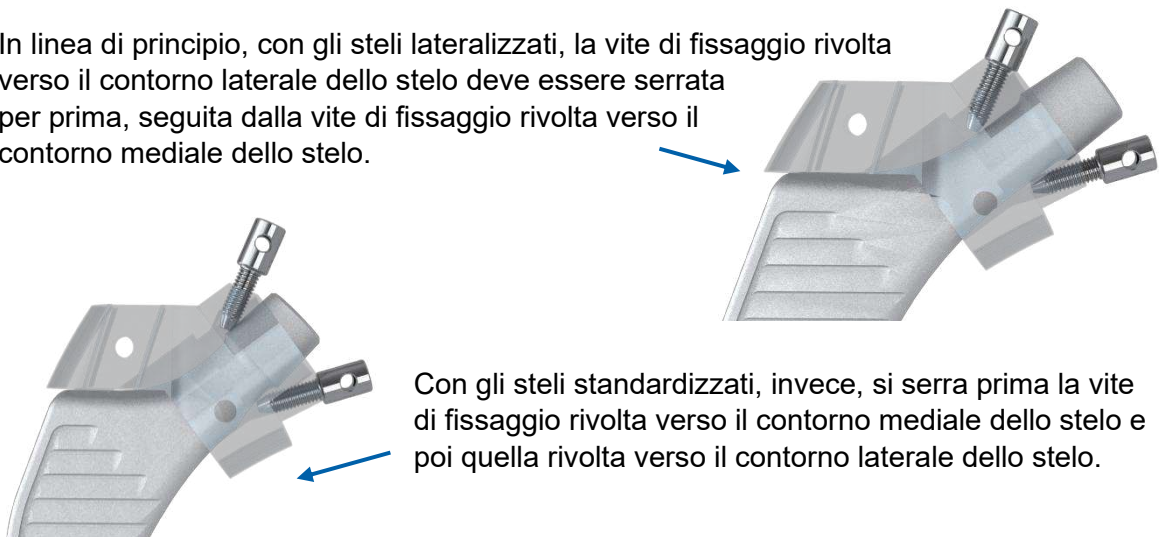 In linea di principio, con gli steli lateralizzati, la vite di fissaggio rivolta
verso il contorno laterale dello stelo deve essere serrata
per prima, seguita dalla vite di fissaggio rivolta verso il
contorno mediale dello stelo.
Con gli steli standardizzati, invece, si serra prima la vite
di fissaggio rivolta verso il contorno mediale dello stelo e
poi quella rivolta verso il contorno laterale dello stelo.